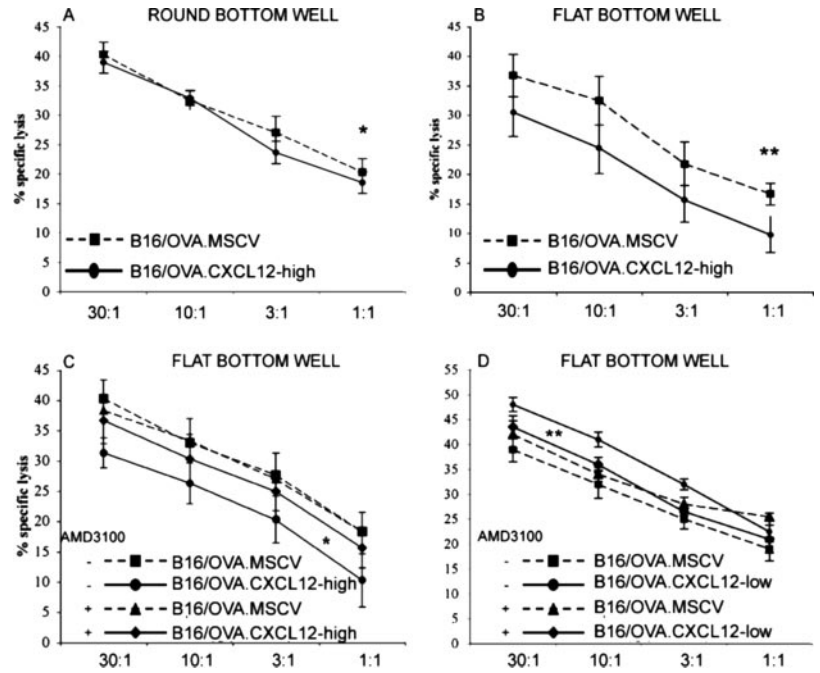 A ROUND BOTTOM WELL
% specific lysis
45
40
35
30
25
20
15
10
5
0
*
B16/OVA.MSCV
B16/OVA.CXCL12-high
30:1 10:1 3:1 1:1
B FLAT BOTTOM WELL
% specific lysis
45
40
35
30
25
20
15
10
5
0
**
B16/OVA.MSCV
B16/OVA.CXCL12-high
30:1 10:1 3:1 1:1
C FLAT BOTTOM WELL
% specific lysis
45
40
35
30
25
20
15
10
5
0
*
AMD3100
- B16/OVA.MSCV
- B16/OVA.CXCL12-high
+ B16/OVA.MSCV
+ B16/OVA.CXCL12-high
30:1 10:1 3:1 1:1
D FLAT BOTTOM WELL
55
50
45
40
35
30
25
20
15
10
5
0
**
AMD3100
- B16/OVA.MSCV
- B16/OVA.CXCL12-low
+ B16/OVA.MSCV
+ B16/OVA.CXCL12-low
30:1 10:1 3:1 1:1